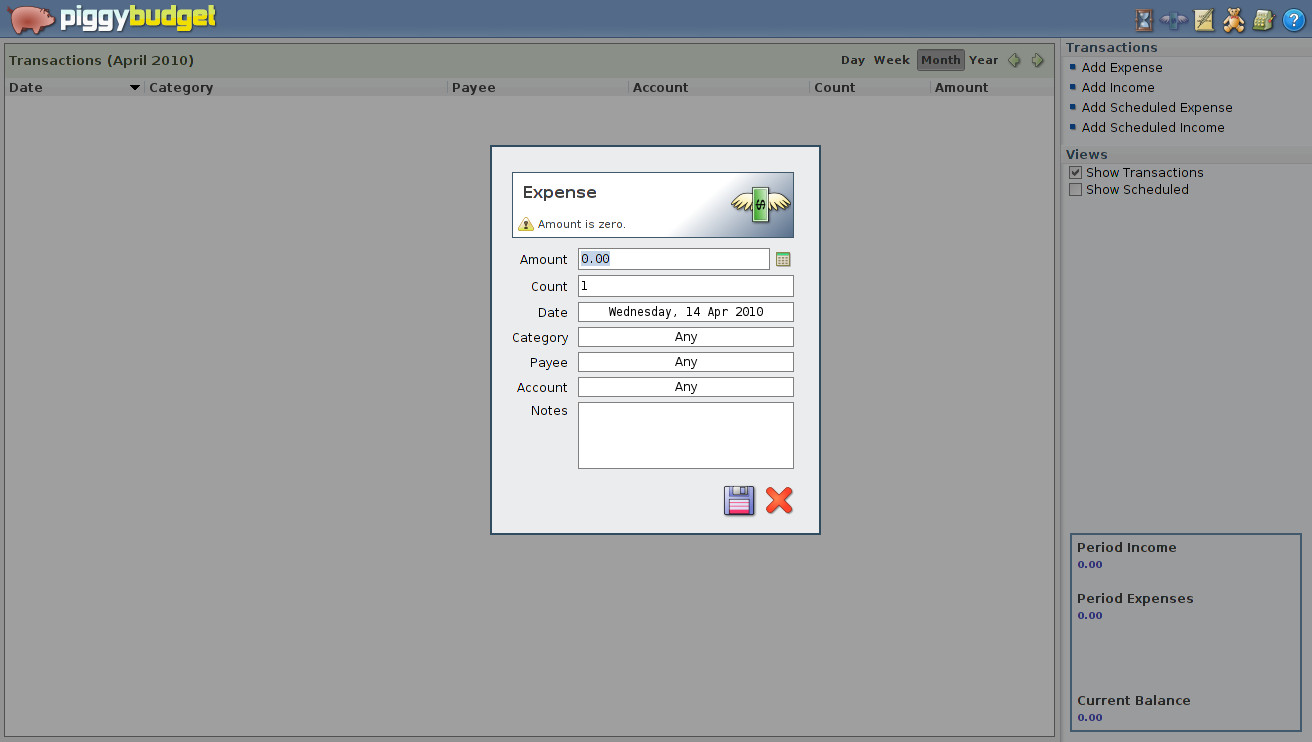 piggybudget
Transactions (April 2010)
Day Week Month Year
Date Category Payee Account Count Amount
Transactions
Add Expense
Add Income
Add Scheduled Expense
Add Scheduled Income
Views
Show Transactions
Show Scheduled
Expense
Amount is zero.
Amount 0.00
Count 1
Date Wednesday, 14 Apr 2010
Category Any
Payee Any
Account Any
Notes
Period Income
0.00
Period Expenses
0.00
Current Balance
0.00